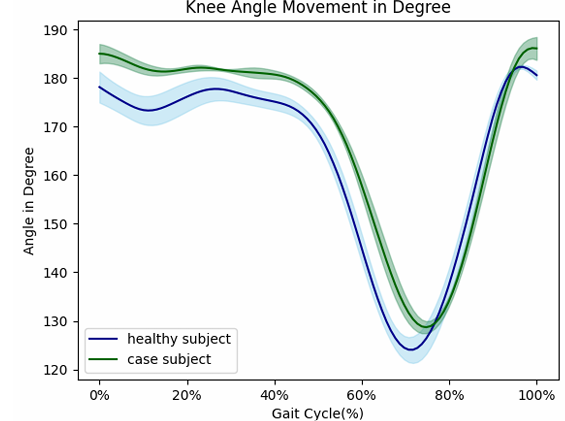 Knee Angle Movement in Degree
190
180
170
160
150
140
130
120
Angle in Degree
healthy subject
case subject
0%
20%
40%
60%
80%
100%
Gait Cycle(%)